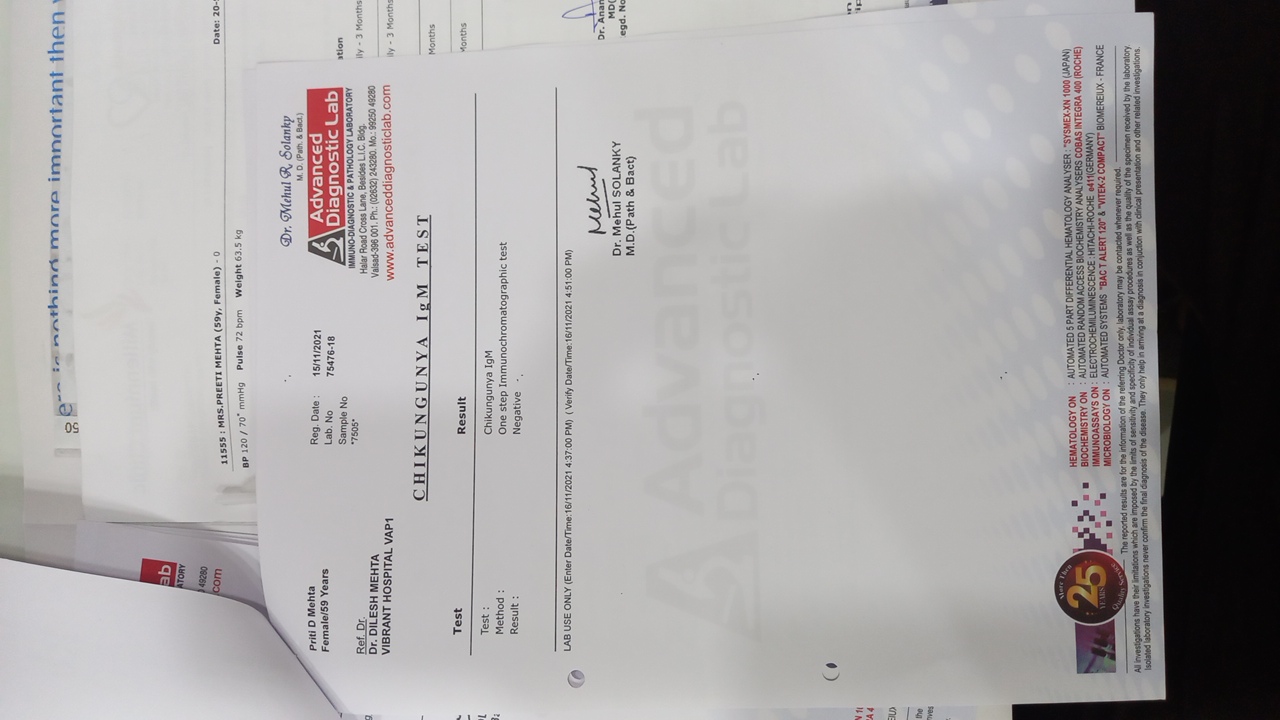 nothing more important then
50
ab
ATORY
49280
com
11555 : MRS.PREETI MEHTA (59y, Female) - 0
Date: 20-
BP 120 / 70 mmHg Pulse 72 bpm Weight 63.5 kg
Priti D Mehta
Female/59 Years
Ref. Dr.
Dr. DILESH MEHTA
VIBRANT HOSPITAL VAP1
Reg. Date : 15/11/2021
Lab. No 75476-18
Sample No
*7505*
Dr. Mehul R. Solanky
M. D. (Path. & Bact.)
Advanced
Diagnostic Lab
IMMUNO-DIAGNOSTIC & PATHOLOGY LABORATORY
Halar Road Cross Lane, Besides L.I.C. Bldg.
Valsad-396 001. Ph.: (02632) 243280. Mo.: 99250 49280
www.advanceddiagnosticlab.com
ation
ily - 3 Months
ily - 3 Months
Months
Months
CHIKUNGUNYA IgM TEST
Test Result
Test : Chikungunya IgM
Method : One step Immunochromatographic test
Result : Negative
LAB USE ONLY (Enter Date/Time:16/11/2021 4:37:00 PM) ( Verify Date/Time:16/11/2021 4:51:00 PM)
Mehul
Dr. Mehul SOLANKY
M.D.(Path & Bact)
Dr. Anan
MD(
egd. No
Advanced
Diagnostic Lab
More Then
25
YEARS
Quality Service
HEMATOLOGY ON : AUTOMATED 5 PART DIFFERENTIAL HEMATOLOGY ANALYSER : "SYSMEX-XN 1000 (JAPAN)
BIOCHEMISTRY ON : AUTOMATED RANDOM ACCESS BIOCHEMISTRY ANALYSERS COBAS INTEGRA 400 (ROCHE)
IMMUNOASSAYS ON : ELECTROCHEMILUMINESCENCE : HITACHI-ROCHE e411(GERMANY)
MICROBIOLOGY ON : AUTOMATED SYSTEMS "BAC T ALERT 120" & "VITEK-2 COMPACT" BIOMEREIUX - FRANCE
The reported results are for the information of the referring Doctor only, laboratory may be contacted whenever required.
All investigations have their limitations which are imposed by the limits of sensitivity and specificity of individual assay procedures as well as the quality of the specimen received by the laboratory.
Isolated laboratory investigations never confirm the final diagnosis of the disease. They only help in arriving at a diagnosis in conjuction with clinical presentation and other related investigations.